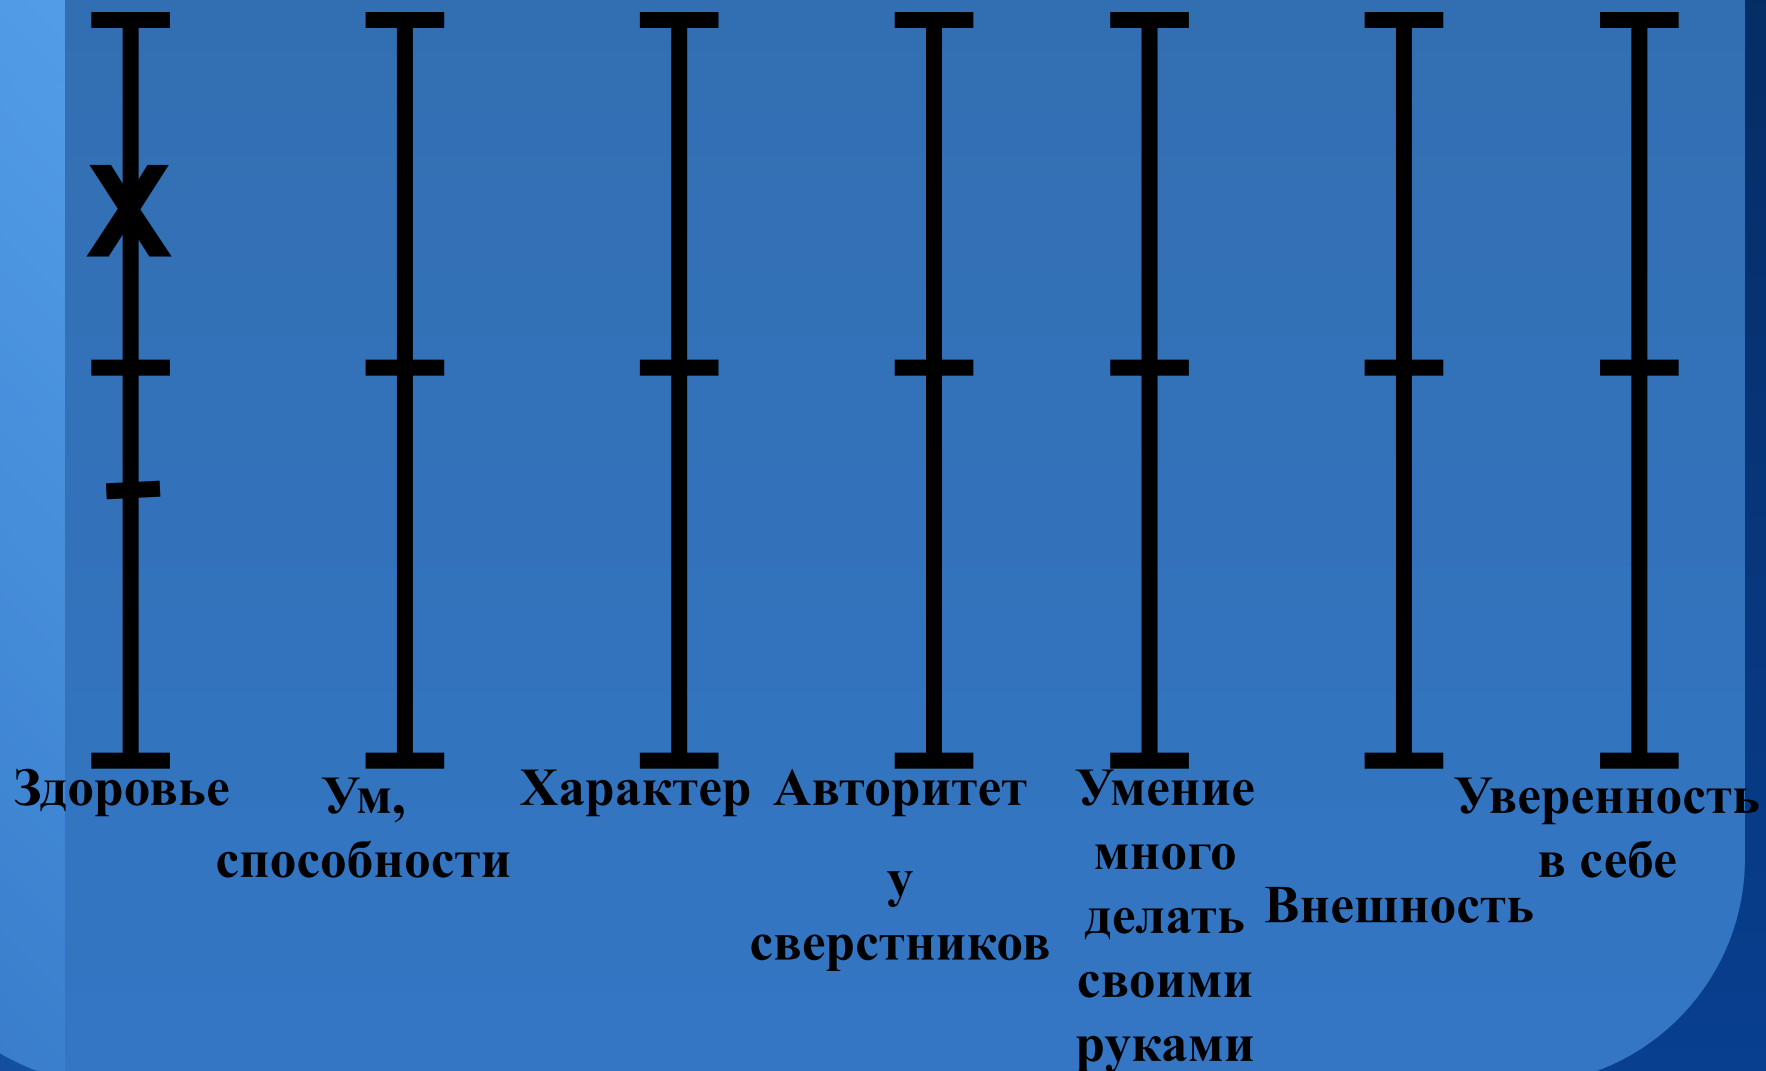 Х
Здоровье
Ум,
способности
Характер
Авторитет
у
сверстников
Умение
много
делать
своими
руками
Внешность
Уверенность
в себе